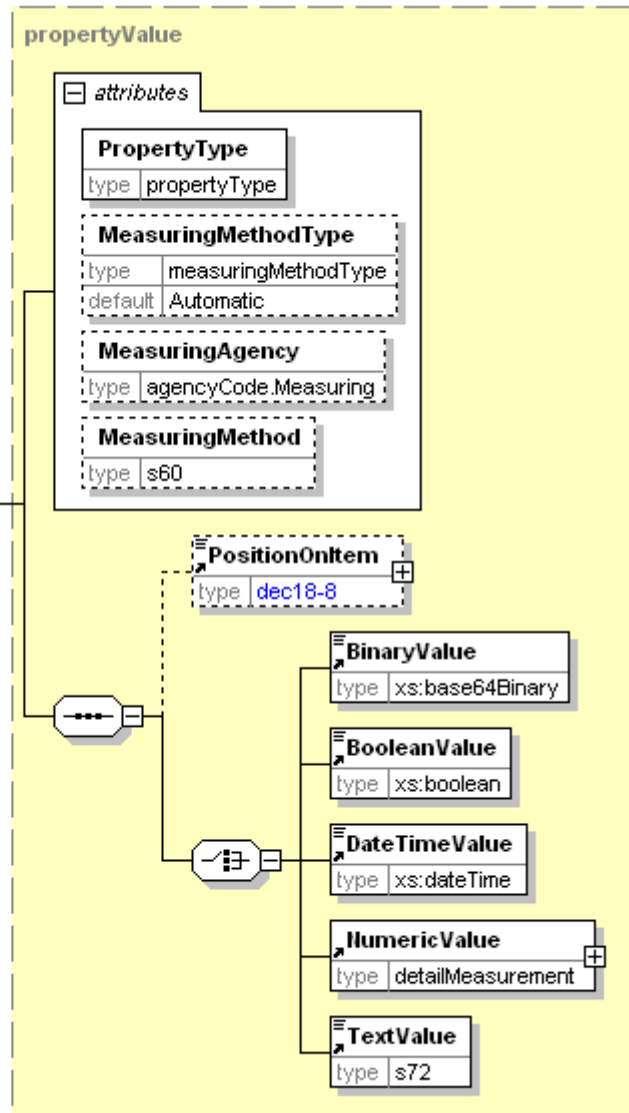 propertyValue
attributes
PropertyType
type propertyType
MeasuringMethodType
type measuringMethodType
default Automatic
MeasuringAgency
type agencyCode.Measuring
MeasuringMethod
type s60
PositionOnItem
type dec18-8
BinaryValue
type xs:base64Binary
BooleanValue
type xs:boolean
DateTimeValue
type xs:dateTime
NumericValue
type detailMeasurement
TextValue
type s72